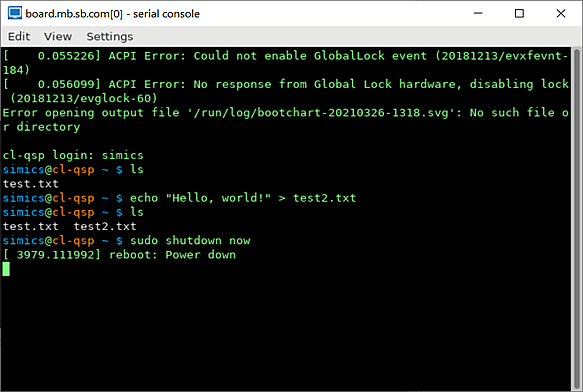 board.mb.sb.com[0] - serial console
Edit View Settings
[    0.055226] ACPI Error: Could not enable GlobalLock event (20181213/evxfevnt-
184)
[    0.056099] ACPI Error: No response from Global Lock hardware, disabling lock
 (20181213/evglock-60)
Error opening output file '/run/log/bootchart-20210326-1318.svg': No such file o
r directory
cl-qsp login: simics
simics@cl-qsp ~ $ ls
test.txt
simics@cl-qsp ~ $ echo "Hello, world!" > test2.txt
simics@cl-qsp ~ $ ls
test.txt  test2.txt
simics@cl-qsp ~ $ sudo shutdown now
[ 3979.111992] reboot: Power down